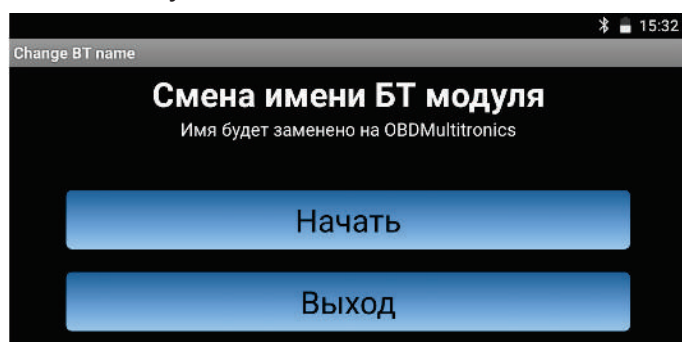 15:32
Change BT name
Смена имени БТ модуля
Имя будет заменено на OBDMultitronics
Начать
Выход